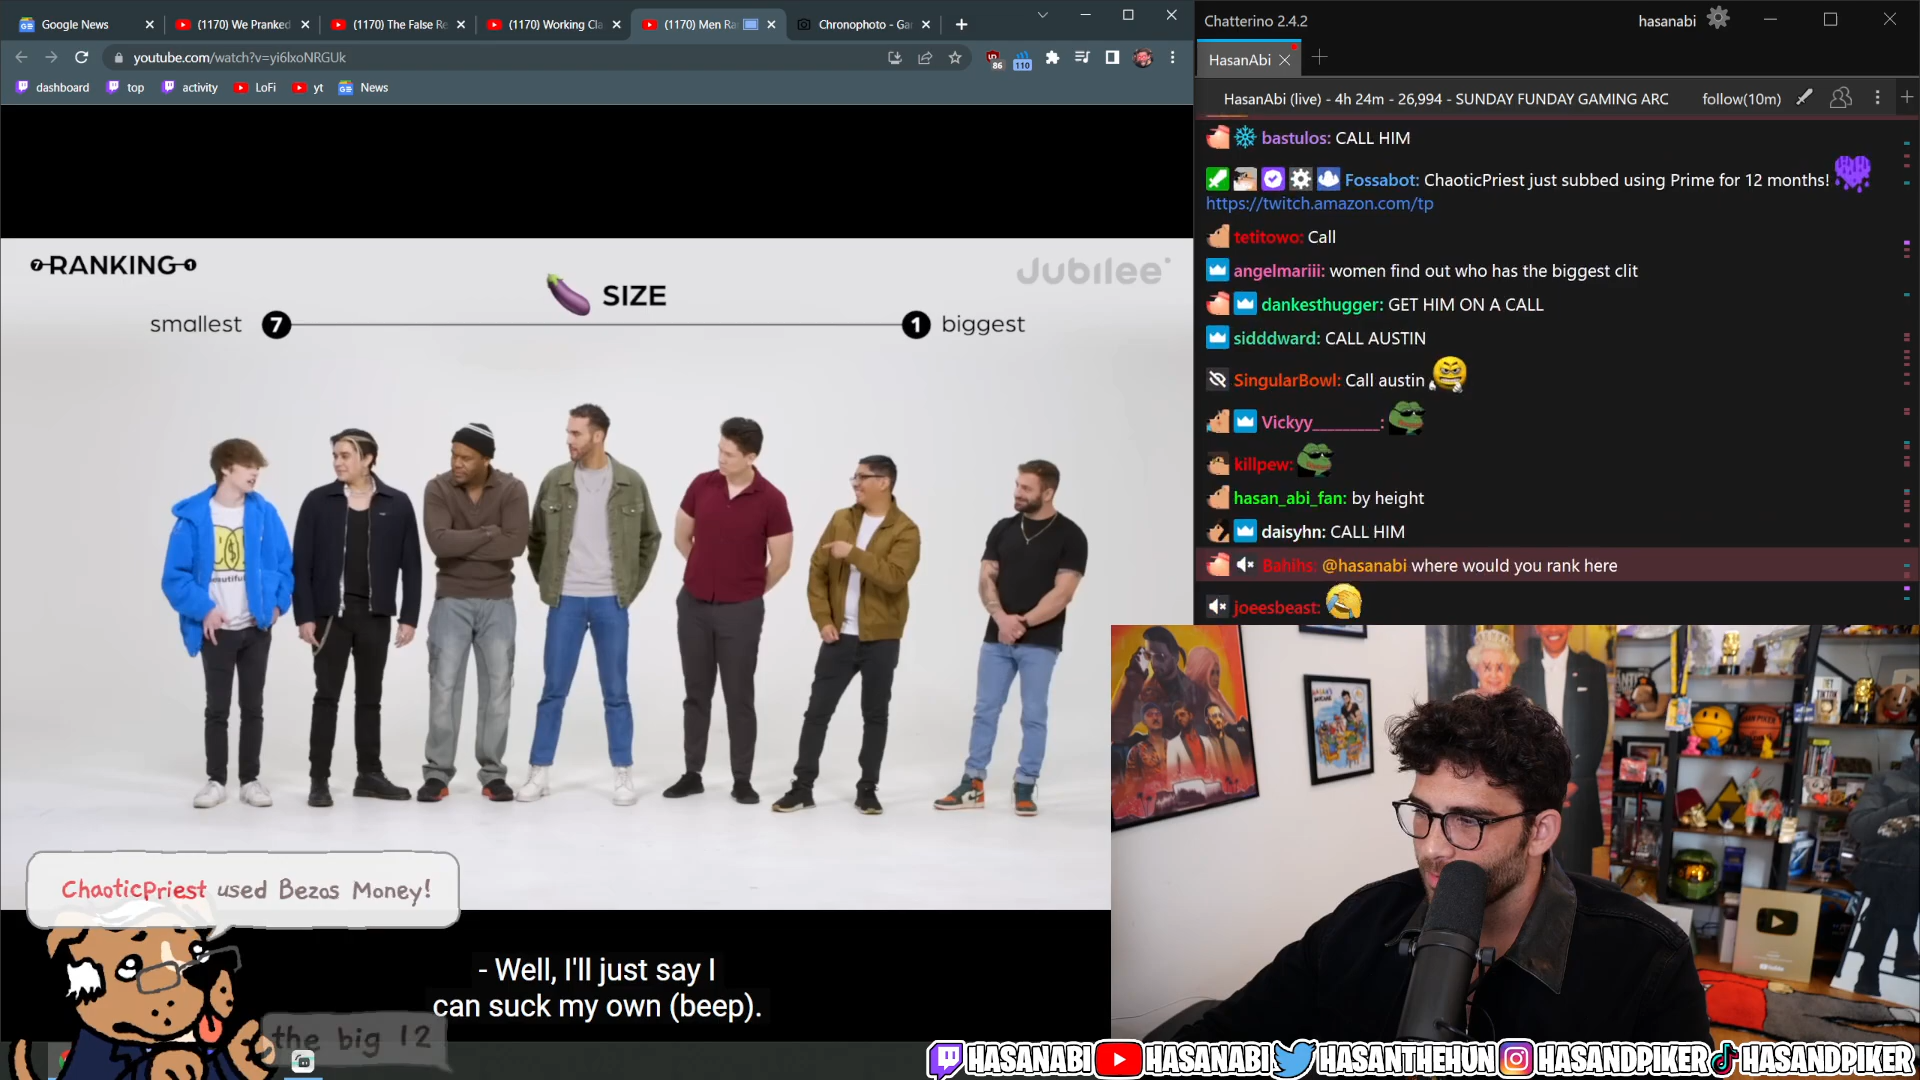 Google News
(1170) We Pranked
(1170) The False Re
(1170) Working Cla
(1170) Men Ra
Chronophoto - Gar
youtube.com/watch?v=yi6lxoNRGUk
86
110
dashboard
top
activity
LoFi
yt
News
7-RANKING-1
SIZE
Jubilee
smallest 7
1 biggest
ChaoticPriest used Bezos Money!
the big 12
- Well, I'll just say I
can suck my own (beep).
Chatterino 2.4.2
hasanabi
HasanAbi
HasanAbi (live) - 4h 24m - 26,994 - SUNDAY FUNDAY GAMING ARC
follow(10m)
bastulos: CALL HIM
Fossabot: ChaoticPriest just subbed using Prime for 12 months!
https://twitch.amazon.com/tp
tetitowo: Call
angelmariii: women find out who has the biggest clit
dankesthugger: GET HIM ON A CALL
sidddward: CALL AUSTIN
SingularBowl: Call austin
Vickyy_________:
killpew:
hasan_abi_fan: by height
daisyhn: CALL HIM
Bahihs: @hasanabi where would you rank here
joeesbeast:
HASANABI
HASANABI
HASANTHEHUN
HASANDPIKER
HASANDPIKER